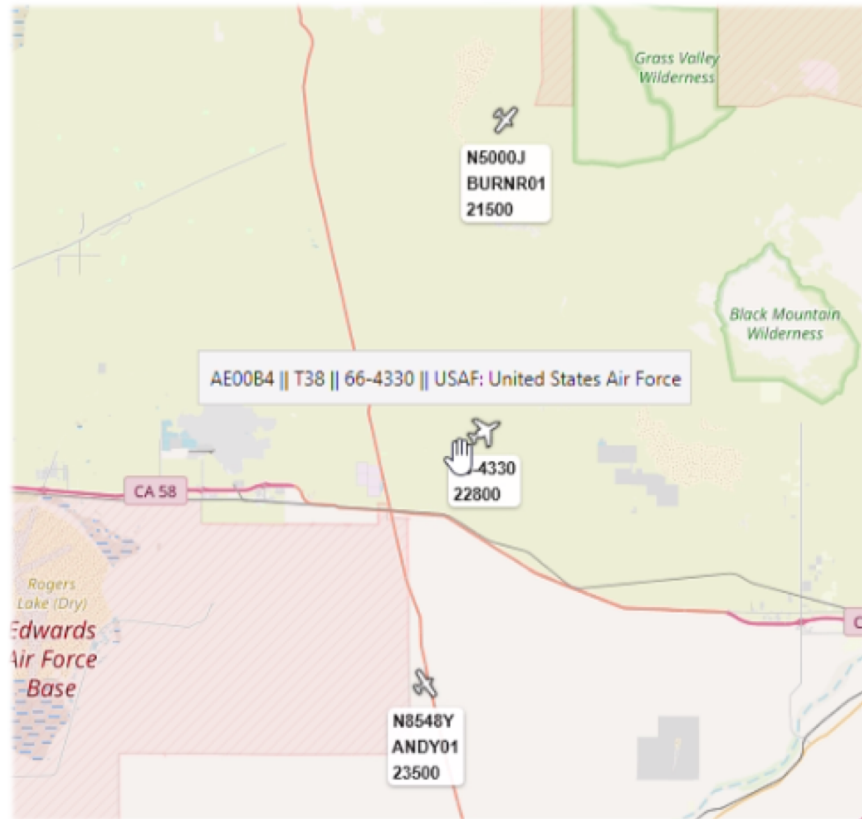 Grass Valley
Wilderness
N5000J
BURNR01
21500
Black Mountain
Wilderness
AE00B4 || T38 || 66-4330 || USAF: United States Air Force
-4330
22800
CA 58
Rogers
Lake (Dry)
Edwards
Air Force
Base
C
N8548Y
ANDY01
23500